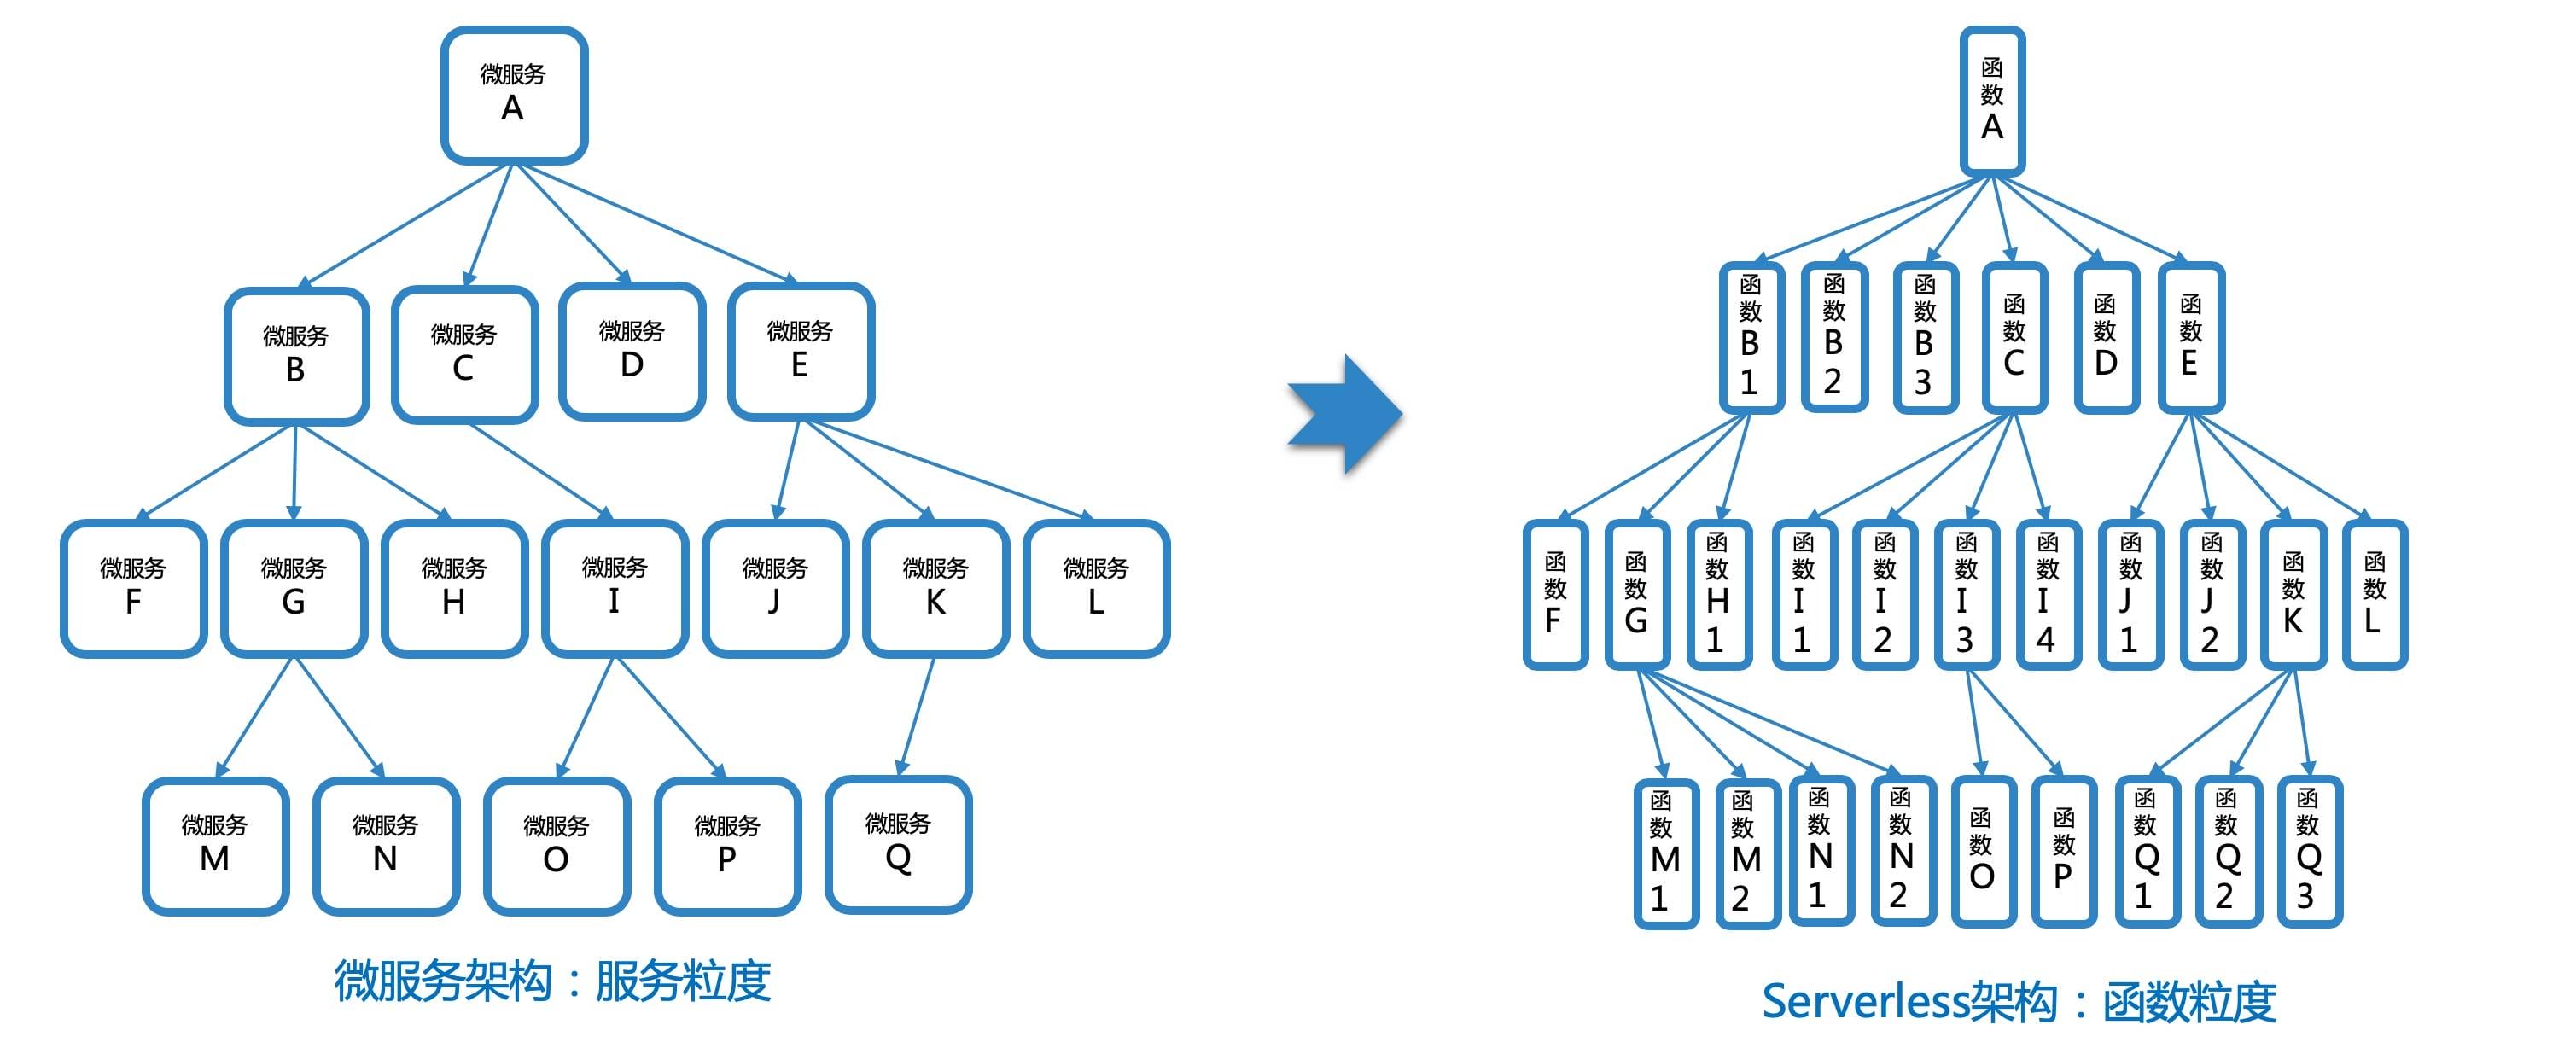 微服务
A
微服务
B
微服务
C
微服务
D
微服务
E
微服务
F
微服务
G
微服务
H
微服务
I
微服务
J
微服务
K
微服务
L
微服务
M
微服务
N
微服务
O
微服务
P
微服务
Q
微服务架构：服务粒度
函
数
A
函
数
B
1
函
数
B
2
函
数
B
3
函
数
C
函
数
D
函
数
E
函
数
F
函
数
G
函
数
H
1
函
数
I
1
函
数
I
2
函
数
I
3
函
数
I
4
函
数
J
1
函
数
J
2
函
数
K
函
数
L
函
数
M
1
函
数
M
2
函
数
N
1
函
数
N
2
函
数
O
函
数
P
函
数
Q
1
函
数
Q
2
函
数
Q
3
Serverless架构：函数粒度